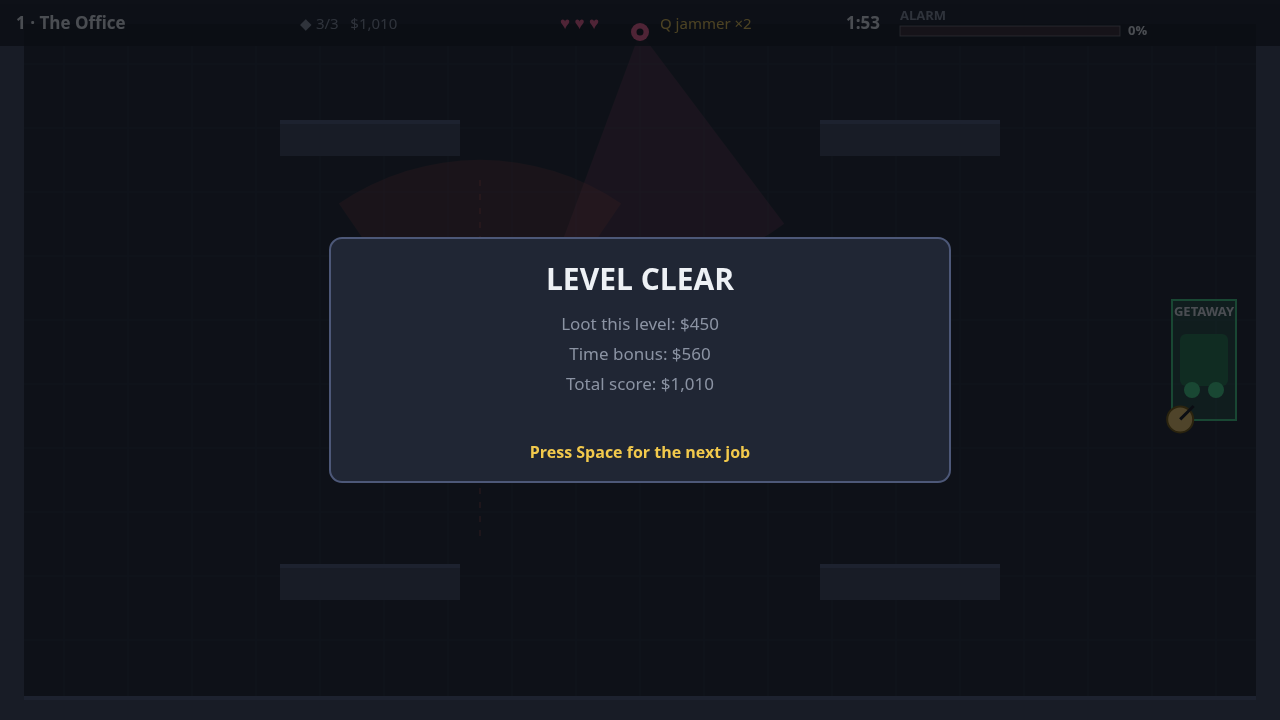 1 · The Office
◆ 3/3 $1,010
♥ ♥ ♥
Q jammer ×2
1:53
ALARM
0%
GETAWAY
LEVEL CLEAR
Loot this level: $450
Time bonus: $560
Total score: $1,010
Press Space for the next job